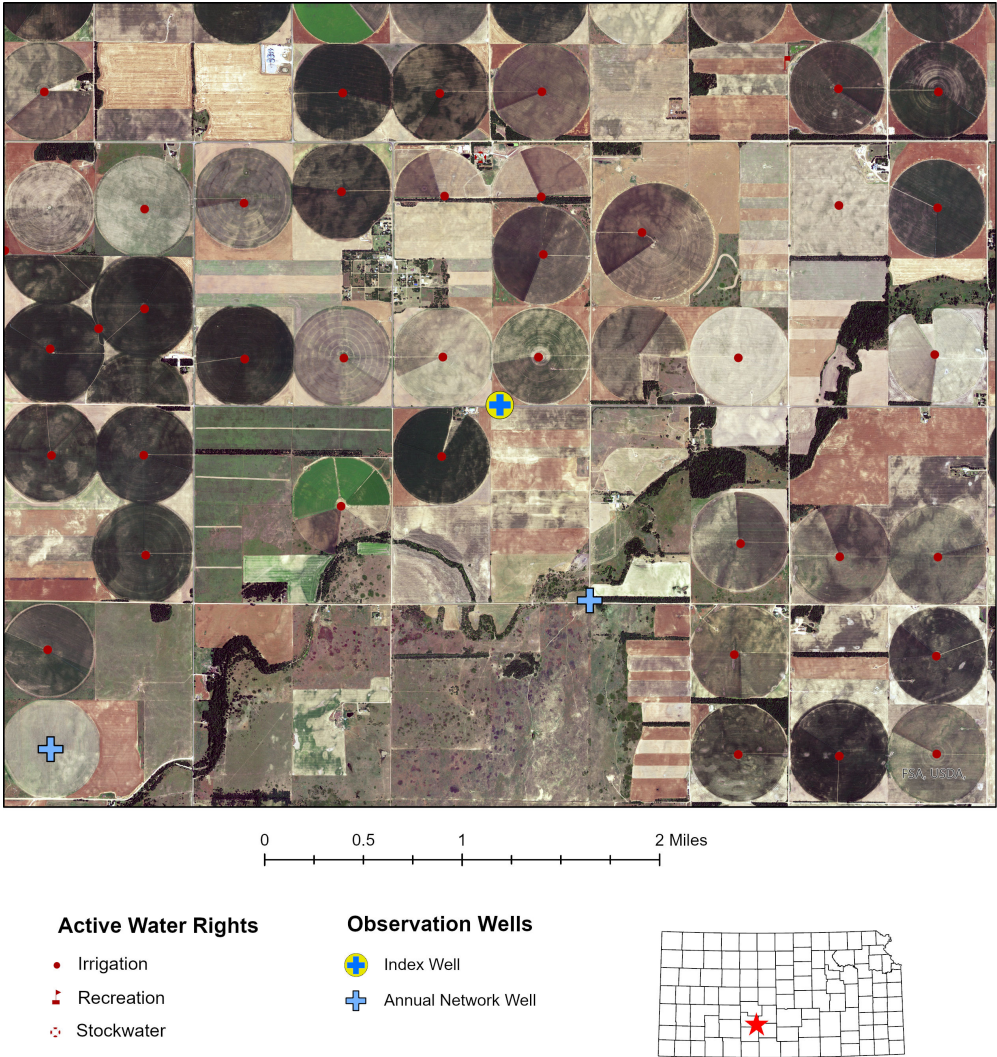 FSA, USDA,
0 0.5 1 2 Miles
Active Water Rights
Irrigation
Recreation
Stockwater
Observation Wells
Index Well
Annual Network Well